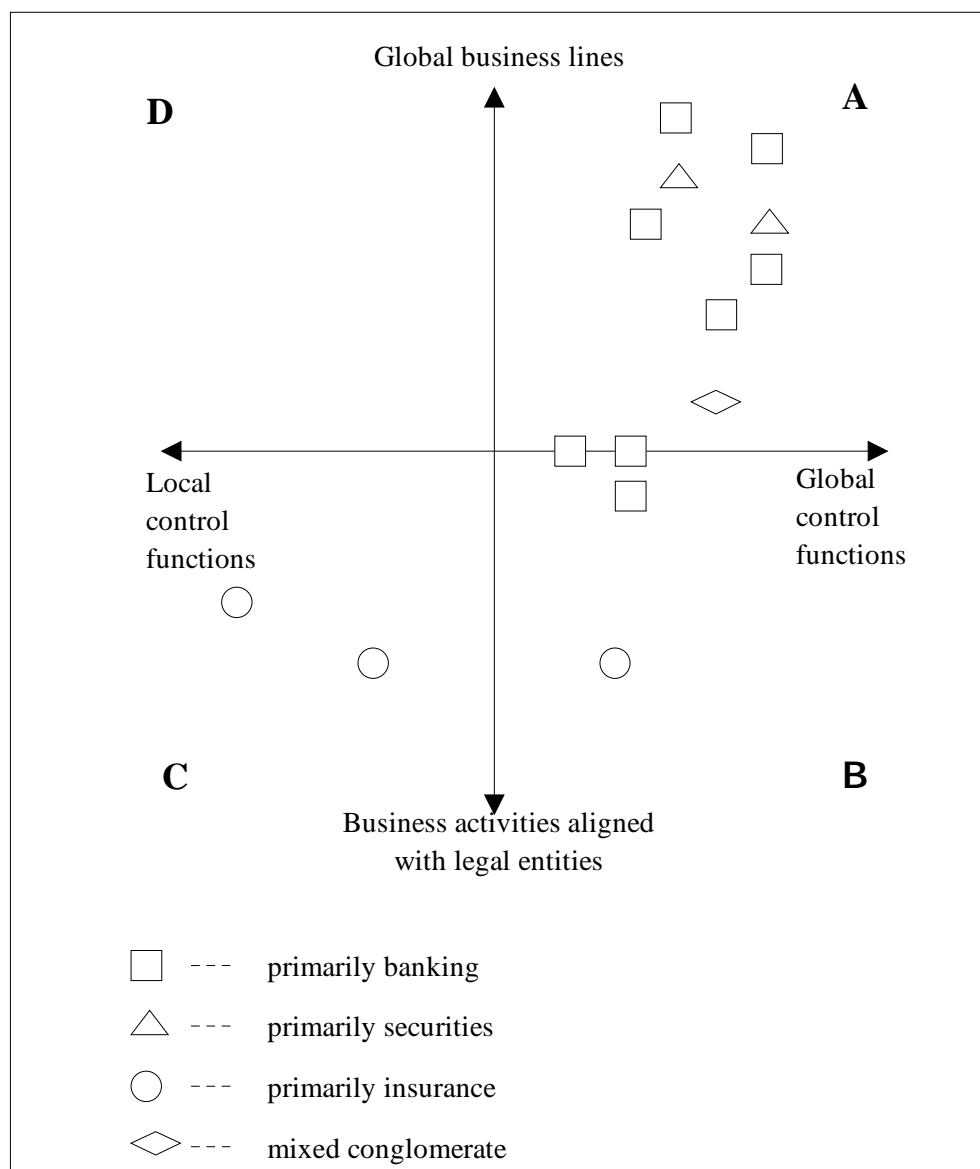 Global business lines
D
A
Local
control
functions
Global
control
functions
C
B
Business activities aligned
with legal entities
--- primarily banking
--- primarily securities
--- primarily insurance
--- mixed conglomerate